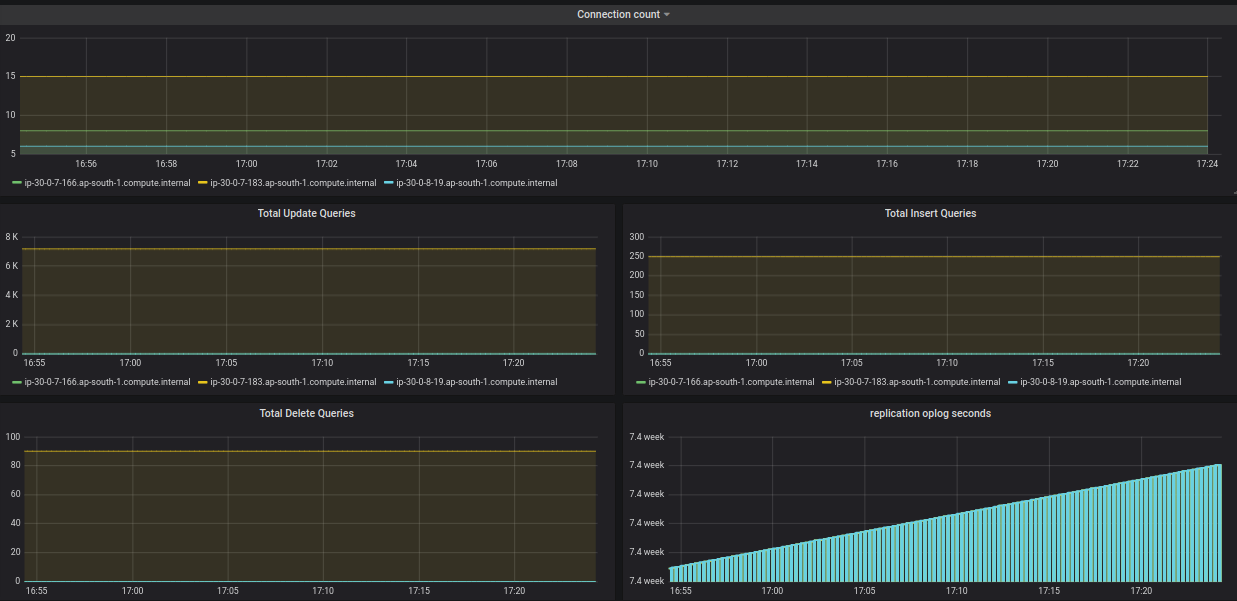 Connection count
20
15
10
5
16:56 16:58 17:00 17:02 17:04 17:06 17:08 17:10 17:12 17:14 17:16 17:18 17:20 17:22 17:24
ip-30-0-7-166.ap-south-1.compute.internal ip-30-0-7-183.ap-south-1.compute.internal ip-30-0-8-19.ap-south-1.compute.internal
Total Update Queries
8 K
6 K
4 K
2 K
0
16:55 17:00 17:05 17:10 17:15 17:20
ip-30-0-7-166.ap-south-1.compute.internal ip-30-0-7-183.ap-south-1.compute.internal ip-30-0-8-19.ap-south-1.compute.internal
Total Insert Queries
300
250
200
150
100
50
0
16:55 17:00 17:05 17:10 17:15 17:20
ip-30-0-7-166.ap-south-1.compute.internal ip-30-0-7-183.ap-south-1.compute.internal ip-30-0-8-19.ap-south-1.compute.internal
Total Delete Queries
100
80
60
40
20
0
16:55 17:00 17:05 17:10 17:15 17:20
replication oplog seconds
7.4 week
7.4 week
7.4 week
7.4 week
7.4 week
7.4 week
16:55 17:00 17:05 17:10 17:15 17:20